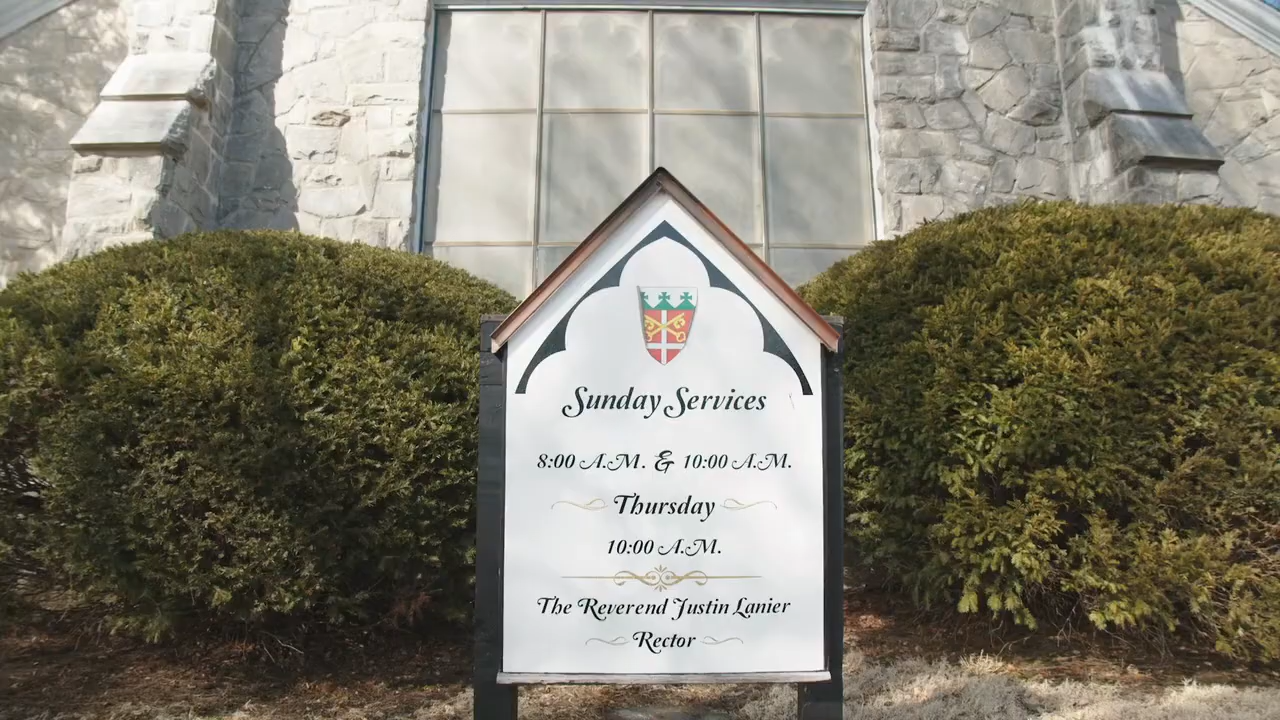 Sunday Services
8:00 A.M. & 10:00 A.M.
Thursday
10:00 A.M.
The Reverend Justin Lanier
Rector